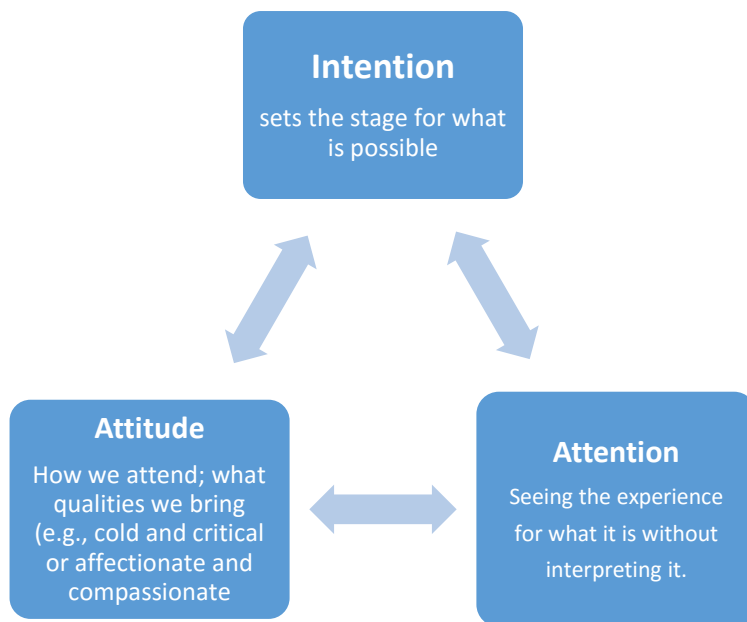 Intention
sets the stage for what
is possible
Attitude
How we attend; what
qualities we bring
(e.g., cold and critical
or affectionate and
compassionate
Attention
Seeing the experience
for what it is without
interpreting it.